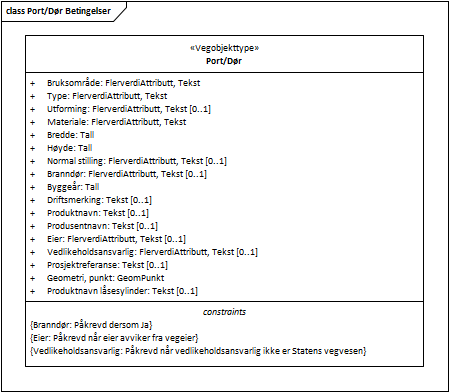 class Port/Dør Betingelser
«Vegobjekttype»
Port/Dør
+ Bruksområde: FlerverdiAttributt, Tekst
+ Type: FlerverdiAttributt, Tekst
+ Utforming: FlerverdiAttributt, Tekst [0..1]
+ Materiale: FlerverdiAttributt, Tekst
+ Bredde: Tall
+ Høyde: Tall
+ Normal stilling: FlerverdiAttributt, Tekst [0..1]
+ Branndør: FlerverdiAttributt, Tekst [0..1]
+ Byggeår: Tall
+ Driftsmerking: Tekst [0..1]
+ Produktnavn: Tekst [0..1]
+ Produsentnavn: Tekst [0..1]
+ Eier: FlerverdiAttributt, Tekst [0..1]
+ Vedlikeholdsansvarlig: FlerverdiAttributt, Tekst [0..1]
+ Prosjektreferanse: Tekst [0..1]
+ Geometri, punkt: GeomPunkt
+ Produktnavn låsesylinder: Tekst [0..1]
constraints
{Branndør: Påkrevd dersom Ja}
{Eier: Påkrevd når eier avviker fra vegeier}
{Vedlikeholdsansvarlig: Påkrevd når vedlikeholdsansvarlig ikke er Statens vegvesen}